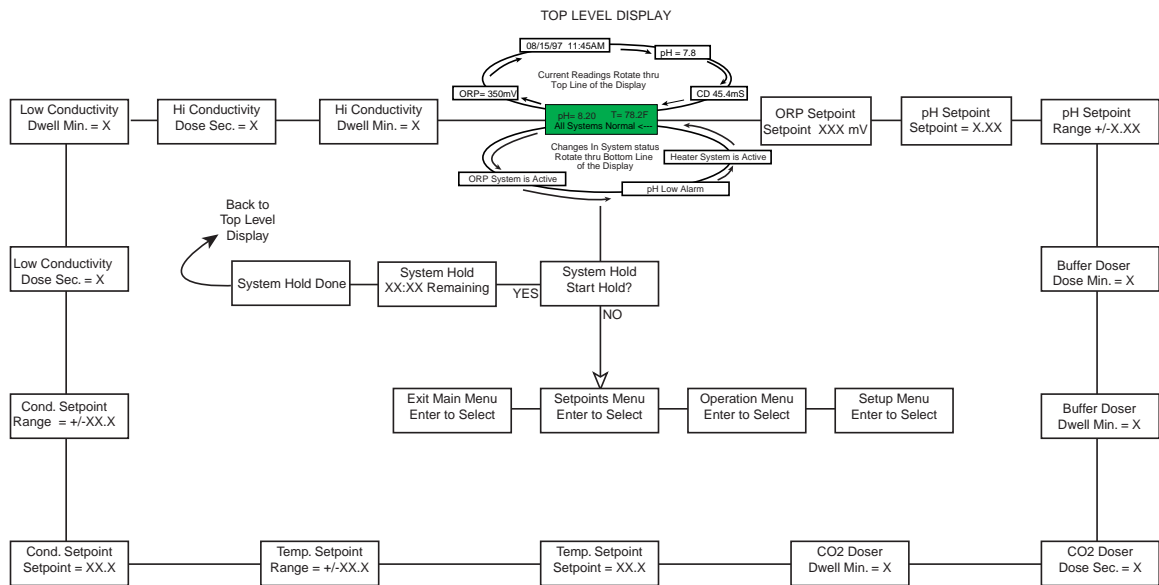 TOP LEVEL DISPLAY
08/15/97 11:45AM
pH = 7.8
Current Readings Rotate thru
Top Line of the Display
ORP= 350mV
CD 45.4mS
Low Conductivity
Dwell Min. = X
Hi Conductivity
Dose Sec. = X
Hi Conductivity
Dwell Min. = X
pH= 8.20 T= 78.2F
All Systems Normal <---
ORP Setpoint
Setpoint XXX mV
pH Setpoint
Setpoint = X.XX
pH Setpoint
Range +/-X.XX
Changes In System status
Rotate thru Bottom Line
of the Display
Heater System is Active
ORP System is Active
pH Low Alarm
Back to
Top Level
Display
Low Conductivity
Dose Sec. = X
System Hold Done
System Hold
XX:XX Remaining
YES
System Hold
Start Hold?
NO
Buffer Doser
Dose Min. = X
Cond. Setpoint
Range = +/-XX.X
Exit Main Menu
Enter to Select
Setpoints Menu
Enter to Select
Operation Menu
Enter to Select
Setup Menu
Enter to Select
Buffer Doser
Dwell Min. = X
Cond. Setpoint
Setpoint = XX.X
Temp. Setpoint
Range = +/-XX.X
Temp. Setpoint
Setpoint = XX.X
CO2 Doser
Dwell Min. = X
CO2 Doser
Dose Sec. = X